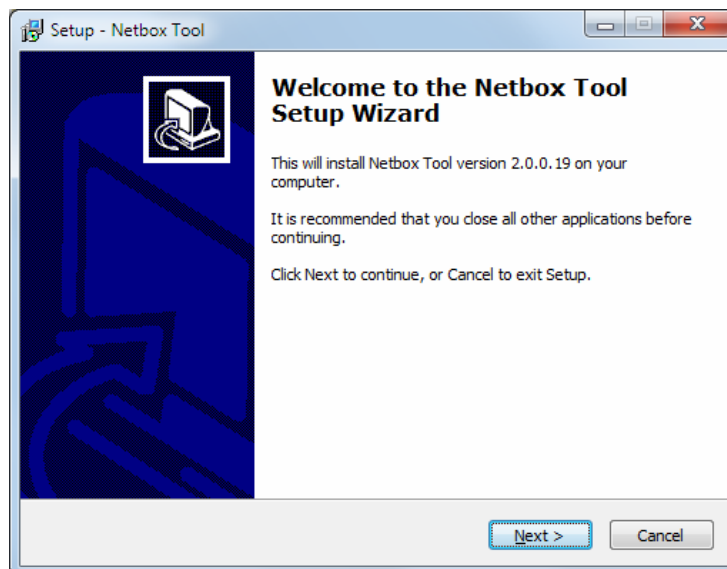 Setup - Netbox Tool
Welcome to the Netbox Tool
Setup Wizard
This will install Netbox Tool version 2.0.0.19 on your
computer.
It is recommended that you close all other applications before
continuing.
Click Next to continue, or Cancel to exit Setup.
Next >
Cancel